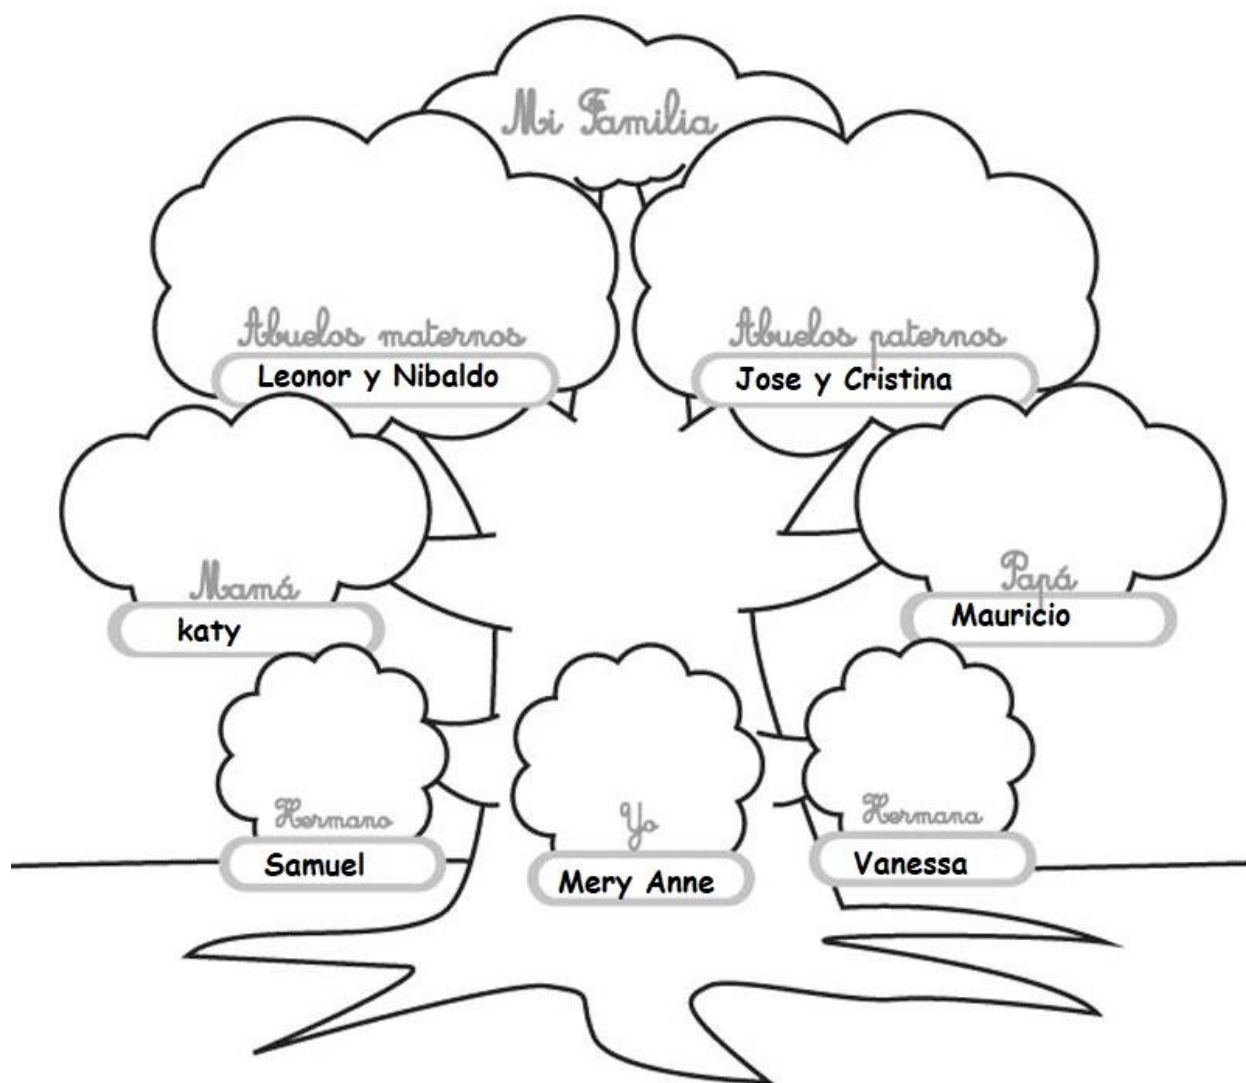 Mi Familia
Abuelos maternos
Leonor y Nibaldo
Abuelos paternos
Jose y Cristina
Mamá
katy
Papá
Mauricio
Hermano
Samuel
Yo
Mery Anne
Hermana
Vanessa